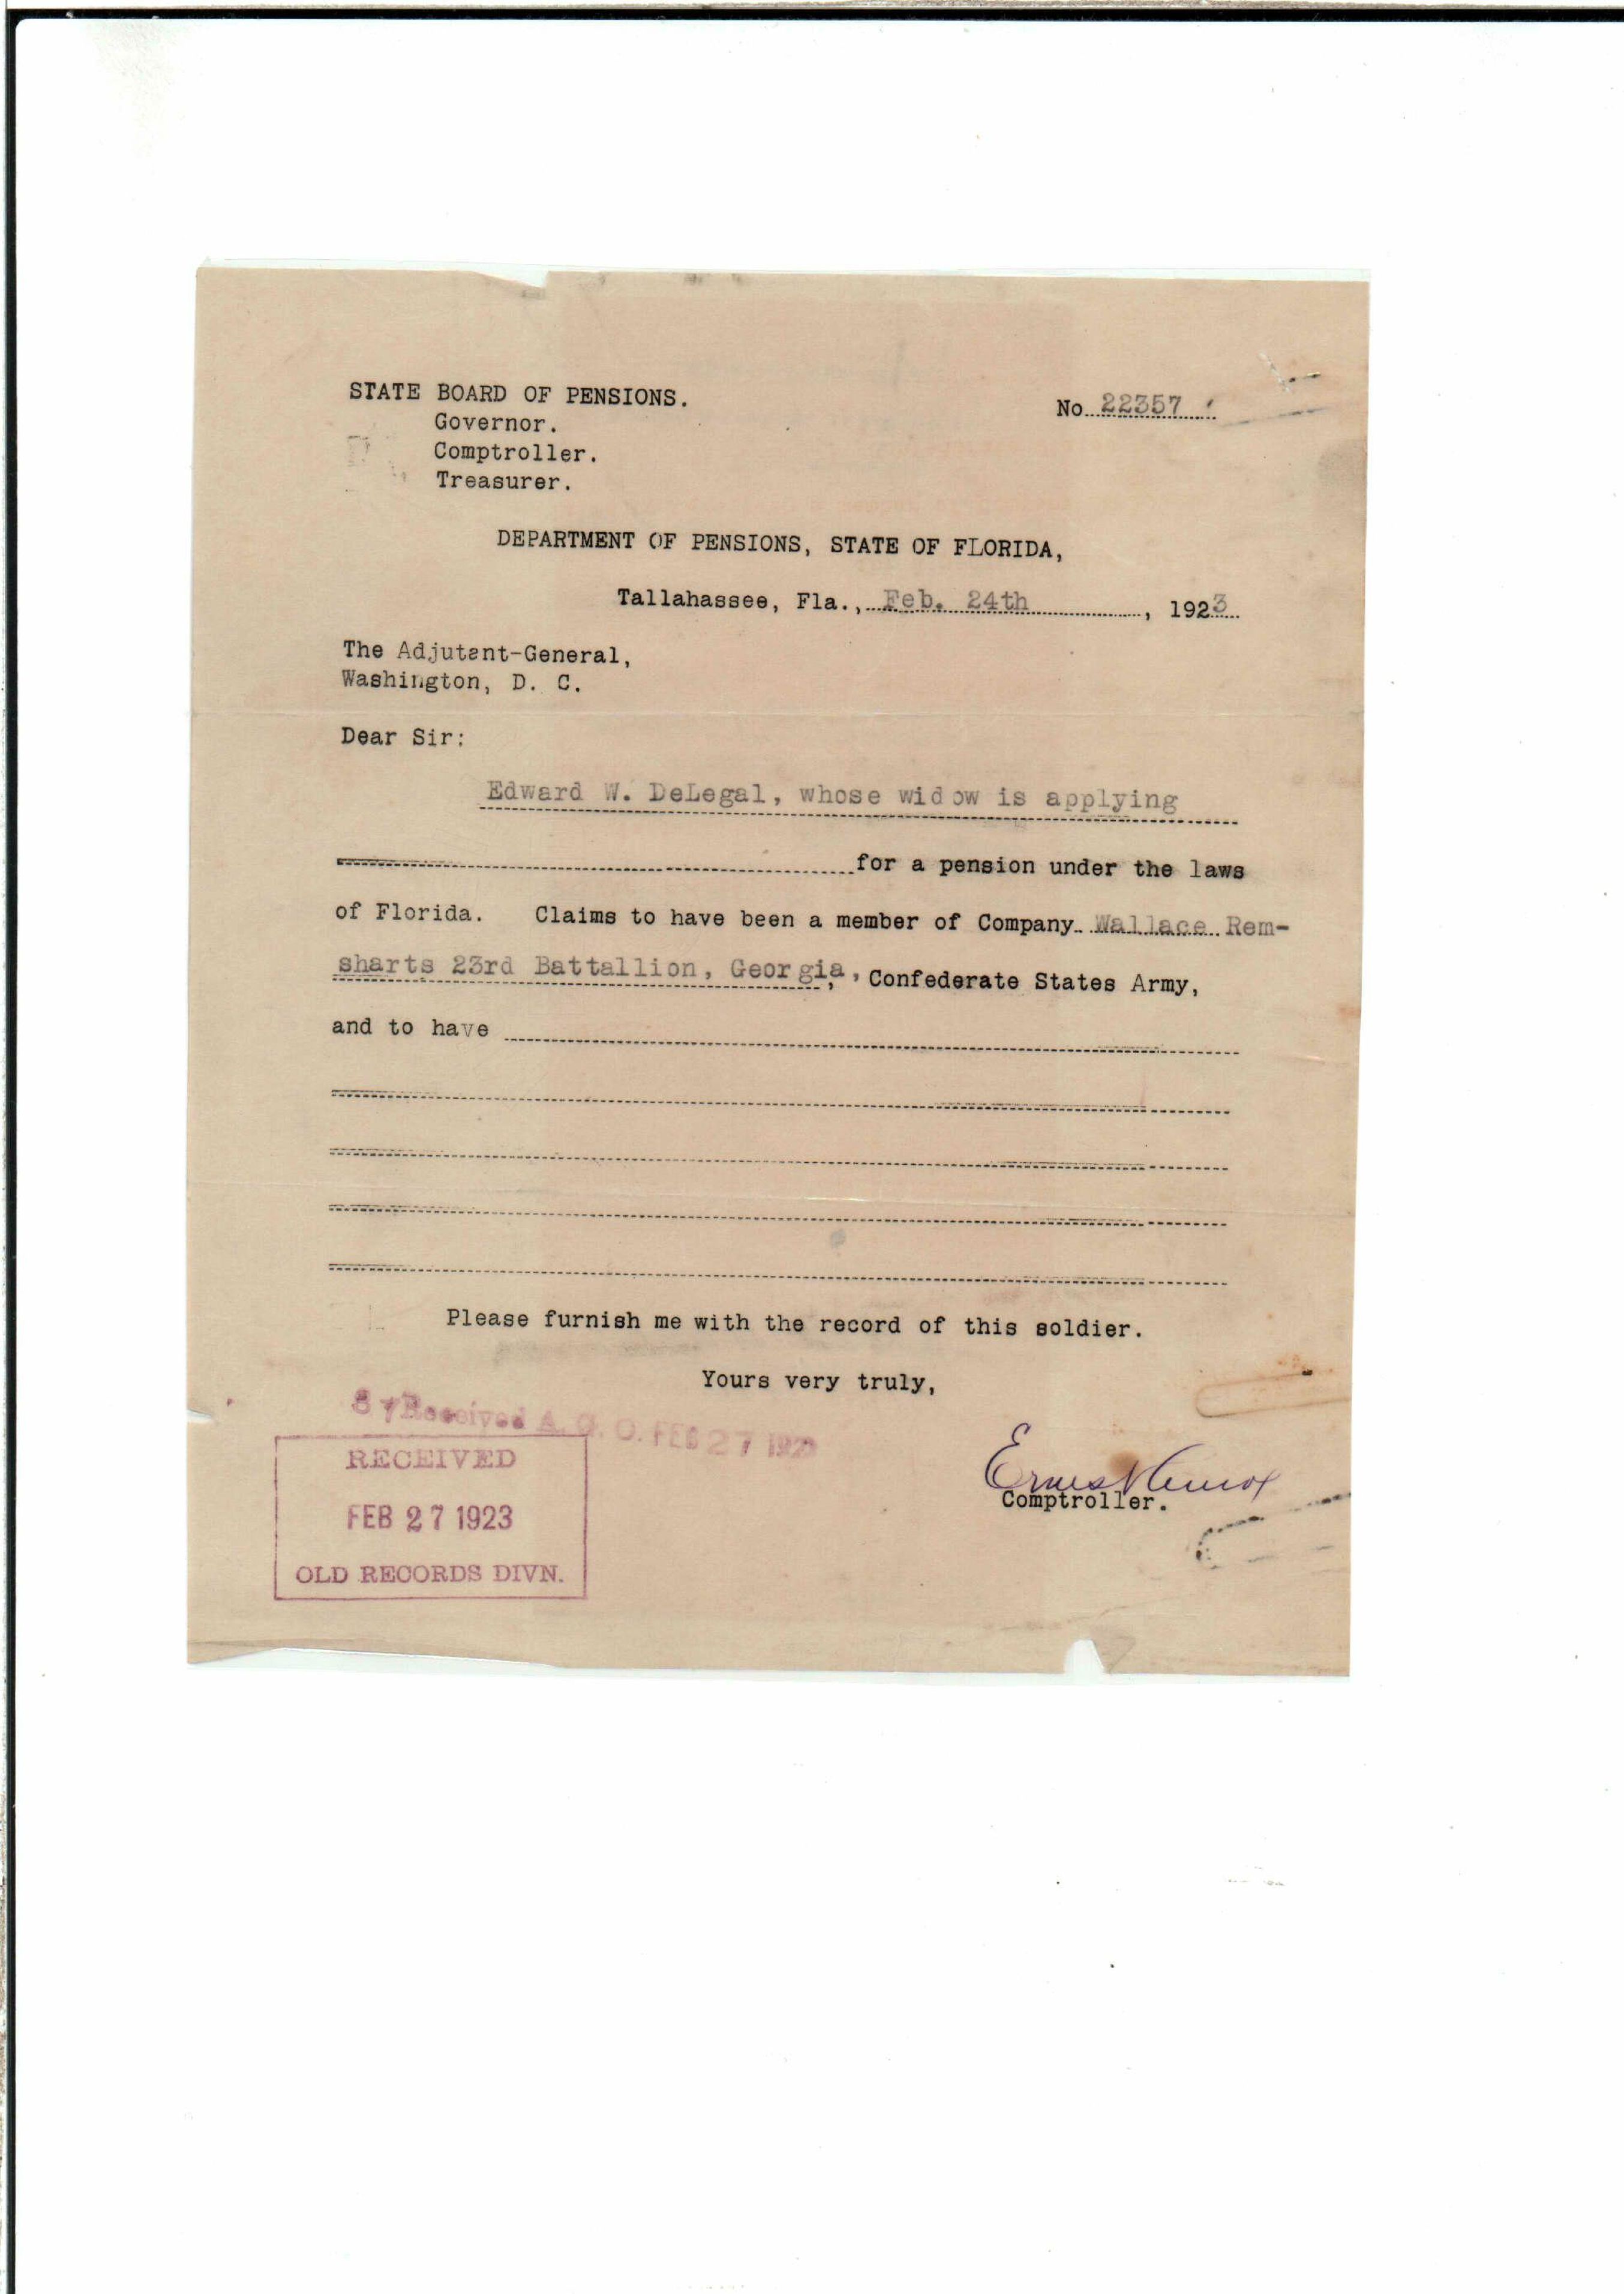 STATE BOARD OF PENSIONS.
Governor.
Comptroller.
Treasurer.
No. 22357
DEPARTMENT OF PENSIONS, STATE OF FLORIDA,
Tallahassee, Fla., Feb. 24th, 1923
The Adjutant-General,
Washington, D. C.
Dear Sir:
Edward W. DeLegal, whose widow is applying
for a pension under the laws
of Florida. Claims to have been a member of Company Wallace Rem-
sharts 23rd Battallion, Georgia, Confederate States Army,
and to have
Please furnish me with the record of this soldier.
Yours very truly,
Received A. G. O. FEB 27 1923
RECEIVED
FEB 27 1923
OLD RECORDS DIVN.
Ernest Amos
Comptroller.